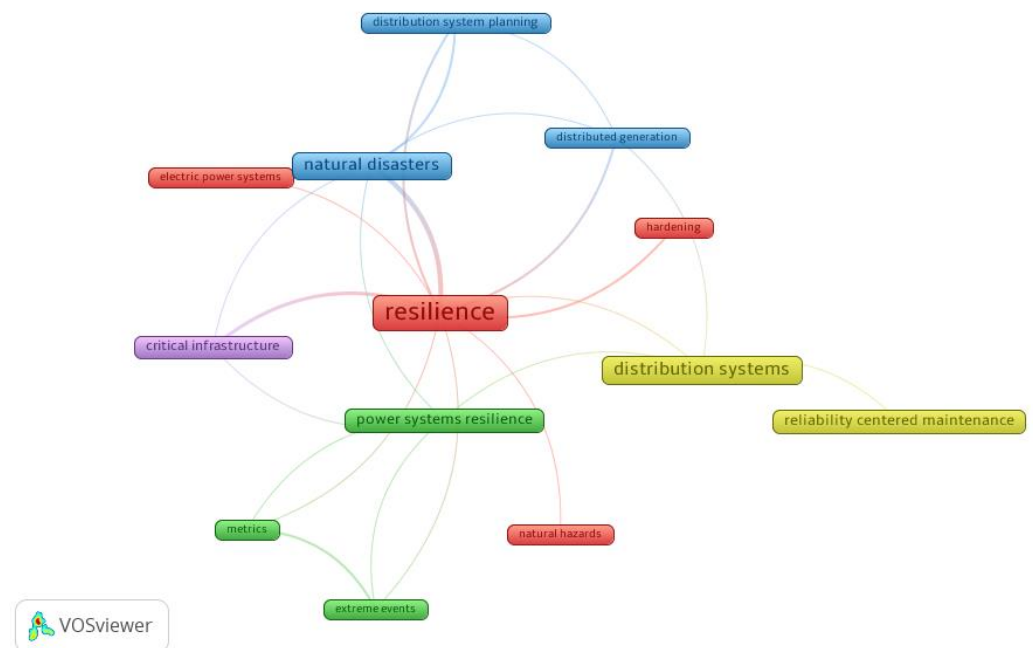 distribution system planning
distributed generation
natural disasters
electric power systems
hardening
resilience
critical infrastructure
distribution systems
power systems resilience
reliability centered maintenance
metrics
natural hazards
extreme events
VOSviewer